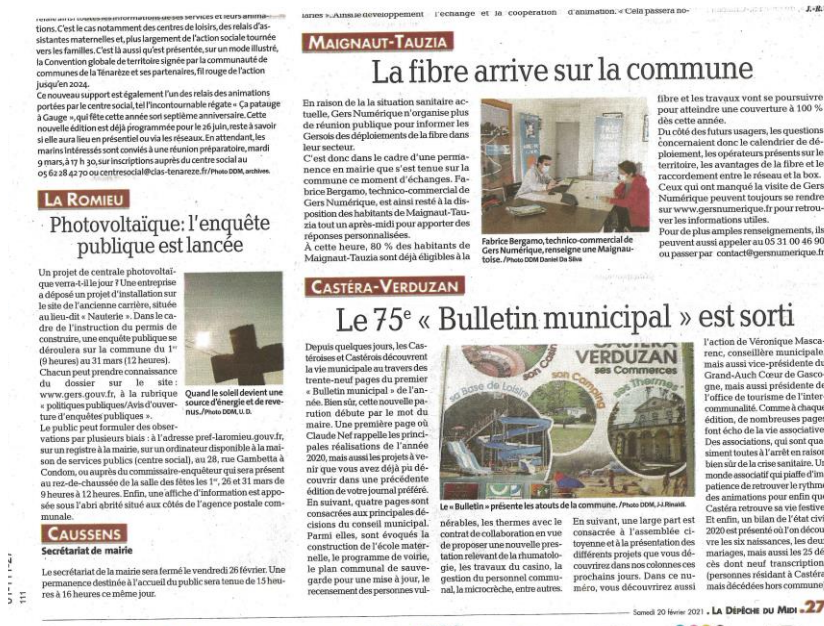 relaie ainsi toutes les informations de ses services et leurs anima-
tions. C'est le cas notamment des centres de loisirs, des relais d'as-
sistantes maternelles et, plus largement de l'action sociale tournée
vers les familles. C'est là aussi qu'est présentée, sur un mode illustré,
la Convention globale de territoire signée par la communauté de
communes de la Ténarèze et ses partenaires, fil rouge de l'action
jusqu'en 2024.
Ce nouveau support est également l'un des relais des animations
portées par le centre social, tel l'incontournable régate « Ça patauge
à Gauge », qui fête cette année son septième anniversaire. Cette
nouvelle édition est déjà programmée pour le 26 juin, reste à savoir
si elle aura lieu en présentiel ou via les réseaux. En attendant, les
marins intéressés sont conviés à une réunion préparatoire, mardi
9 mars, à 17 h 30, sur inscriptions auprès du centre social au
05 62 28 42 70 ou centresocial@cias-tenareze.fr/Photo DDM, archives.
LA ROMIEU
Photovoltaïque: l'enquête
publique est lancée
Un projet de centrale photovoltaï-
que verra-t-il le jour ? Une entreprise
a déposé un projet d'installation sur
le site de l'ancienne carrière, située
au lieu-dit « Nauterie ». Dans le ca-
dre de l'instruction du permis de
construire, une enquête publique se
déroulera sur la commune du 1er
(9 heures) au 31 mars (12 heures).
Chacun peut prendre connaissance
du dossier sur le site :
www.gers.gouv.fr, à la rubrique
« politiques publiques/Avis d'ouver-
ture d'enquêtes publiques ».
Le public peut formuler des obser-
vations par plusieurs biais : à l'adresse pref-laromieu.gouv.fr,
sur un registre à la mairie, sur un ordinateur disponible à la mai-
son de services publics (centre social), au 28, rue Gambetta à
Condom, ou auprès du commissaire-enquêteur qui sera présent
au rez-de-chaussée de la salle des fêtes les 1er, 26 et 31 mars de
9 heures à 12 heures. Enfin, une affiche d'information est appo-
sée sous l'abri abrité situé aux côtés de l'agence postale com-
munale.
Quand le soleil devient une
source d'énergie et de reve-
nus./Photo DDM, U. D.
CAUSSENS
Secrétariat de mairie
Le secrétariat de la mairie sera fermé le vendredi 26 février. Une
permanence destinée à l'accueil du public sera tenue de 15 heu-
res à 16 heures ce même jour.
laries ». Ainsi le développement l'échange et la coopération d'animation. « Cela passera no-
J.-R.
MAIGNAUT-TAUZIA
La fibre arrive sur la commune
En raison de la situation sanitaire ac-
tuelle, Gers Numérique n'organise plus
de réunion publique pour informer les
Gersois des déploiements de la fibre dans
leur secteur.
C'est donc dans le cadre d'une perma-
nence en mairie que s'est tenue sur la
commune ce moment d'échanges. Fa-
brice Bergamo, technico-commercial de
Gers Numérique, est ainsi resté à la dis-
position des habitants de Maignaut-Tau-
zia tout un après-midi pour apporter des
réponses personnalisées.
À cette heure, 80 % des habitants de
Maignaut-Tauzia sont déjà éligibles à la
Fabrice Bergamo, technico-commercial de
Gers Numérique, renseigne une Maignau-
toise. /Photo DDM Daniel Da Silva
fibre et les travaux vont se poursuivre
pour atteindre une couverture à 100 %
dès cette année.
Du côté des futurs usagers, les questions
concernaient donc le calendrier de dé-
ploiement, les opérateurs présents sur le
territoire, les avantages de la fibre et le
raccordement entre le réseau et la box.
Ceux qui ont manqué la visite de Gers
Numérique peuvent toujours se rendre
sur www.gersnumerique.fr pour retrou-
ver les informations utiles.
Pour de plus amples renseignements, ils
peuvent aussi appeler au 05 31 00 46 90
ou passer par contact@gersnumerique.fr
CASTÉRA-VERDUZAN
Le 75e « Bulletin municipal » est sorti
Depuis quelques jours, les Cas-
téroises et Castérois découvrent
la vie municipale au travers des
trente-neuf pages du premier
« Bulletin municipal » de l'an-
née. Bien sûr, cette nouvelle pa-
rution débute par le mot du
maire. Une première page où
Claude Nef rappelle les princi-
pales réalisations de l'année
2020, mais aussi les projets à ve-
nir que vous avez déjà pu dé-
couvrir dans une précédente
édition de votre journal préféré.
En suivant, quatre pages sont
consacrées aux principales dé-
cisions du conseil municipal.
Parmi elles, sont évoqués la
construction de l'école mater-
nelle, le programme de voirie,
le plan communal de sauve-
garde pour une mise à jour, le
recensement des personnes vul-
CASTÉRA
VERDUZAN
ses Commerces
son Casino
sa Base de Loisirs
son Camping
ses Thermes
Le « Bulletin » présente les atouts de la commune. /Photo DDM, J-J.Rinaldi.
nérables, les thermes avec le
contrat de collaboration en vue
de proposer une nouvelle pres-
tation relevant de la rhumatolo-
gie, les travaux du casino, la
gestion du personnel commu-
nal, la microcrèche, entre autres.
En suivant, une large part est
consacrée à l'assemblée ci-
toyenne et à la présentation des
différents projets que vous dé-
couvrirez dans nos colonnes ces
prochains jours. Dans ce nu-
méro, vous découvrirez aussi
l'action de Véronique Masca-
renc, conseillère municipale,
mais aussi vice-présidente du
Grand-Auch Cœur de Gasco-
gne, mais aussi présidente de
l'office de tourisme de l'inter-
communalité. Comme à chaque
édition, de nombreuses pages
font écho de la vie associative.
Des associations, qui sont qua-
siment toutes à l'arrêt en raison
bien sûr de la crise sanitaire. Un
monde associatif qui piaffe d'im-
patience de retrouver le rythme
des animations pour enfin que
Castéra retrouve sa vie festive.
Et enfin, un bilan de l'état civil
2020 est présenté où l'on décou-
vre les six naissances, les deux
mariages, mais aussi les 25 dé-
cès dont neuf transcription
(personnes résidant à Castéra
mais décédées hors commune)
Samedi 20 février 2021 . LA DÉPÊCHE DU MIDI . 27
111